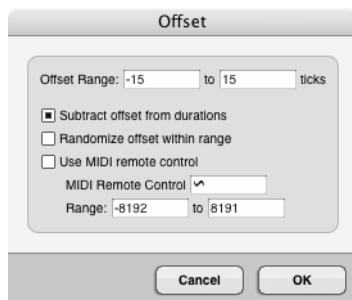 Offset
Offset Range: -15 to 15 ticks
Subtract offset from durations
Randomize offset within range
Use MIDI remote control
MIDI Remote Control
Range: -8192 to 8191
Cancel OK